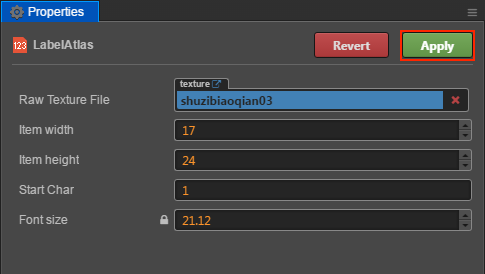 Properties
123
LabelAtlas
Revert
Apply
texture
Raw Texture File
shuzibiaoqian03
Item width
17
Item height
24
Start Char
1
Font size
21.12